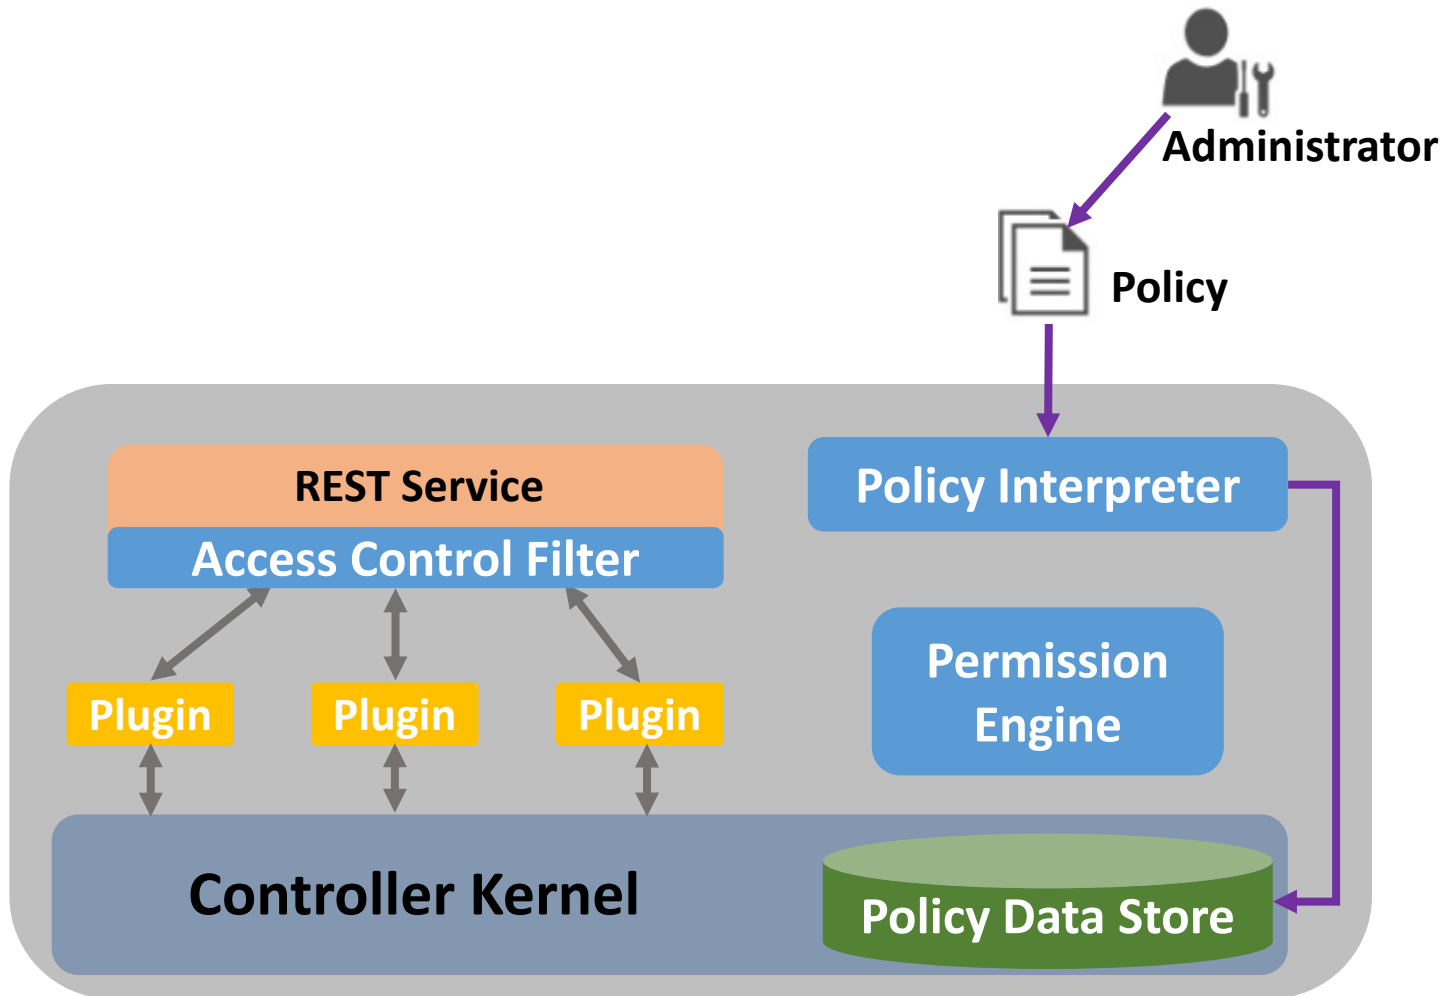 Administrator
Policy
REST Service
Policy Interpreter
Access Control Filter
Permission
Engine
Plugin
Plugin
Plugin
Controller Kernel
Policy Data Store